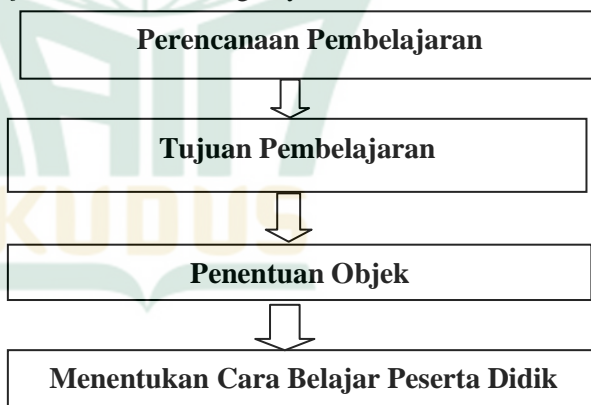 Perencanaan Pembelajaran
Tujuan Pembelajaran
KUDUS
Penentuan Objek
Menentukan Cara Belajar Peserta Didik